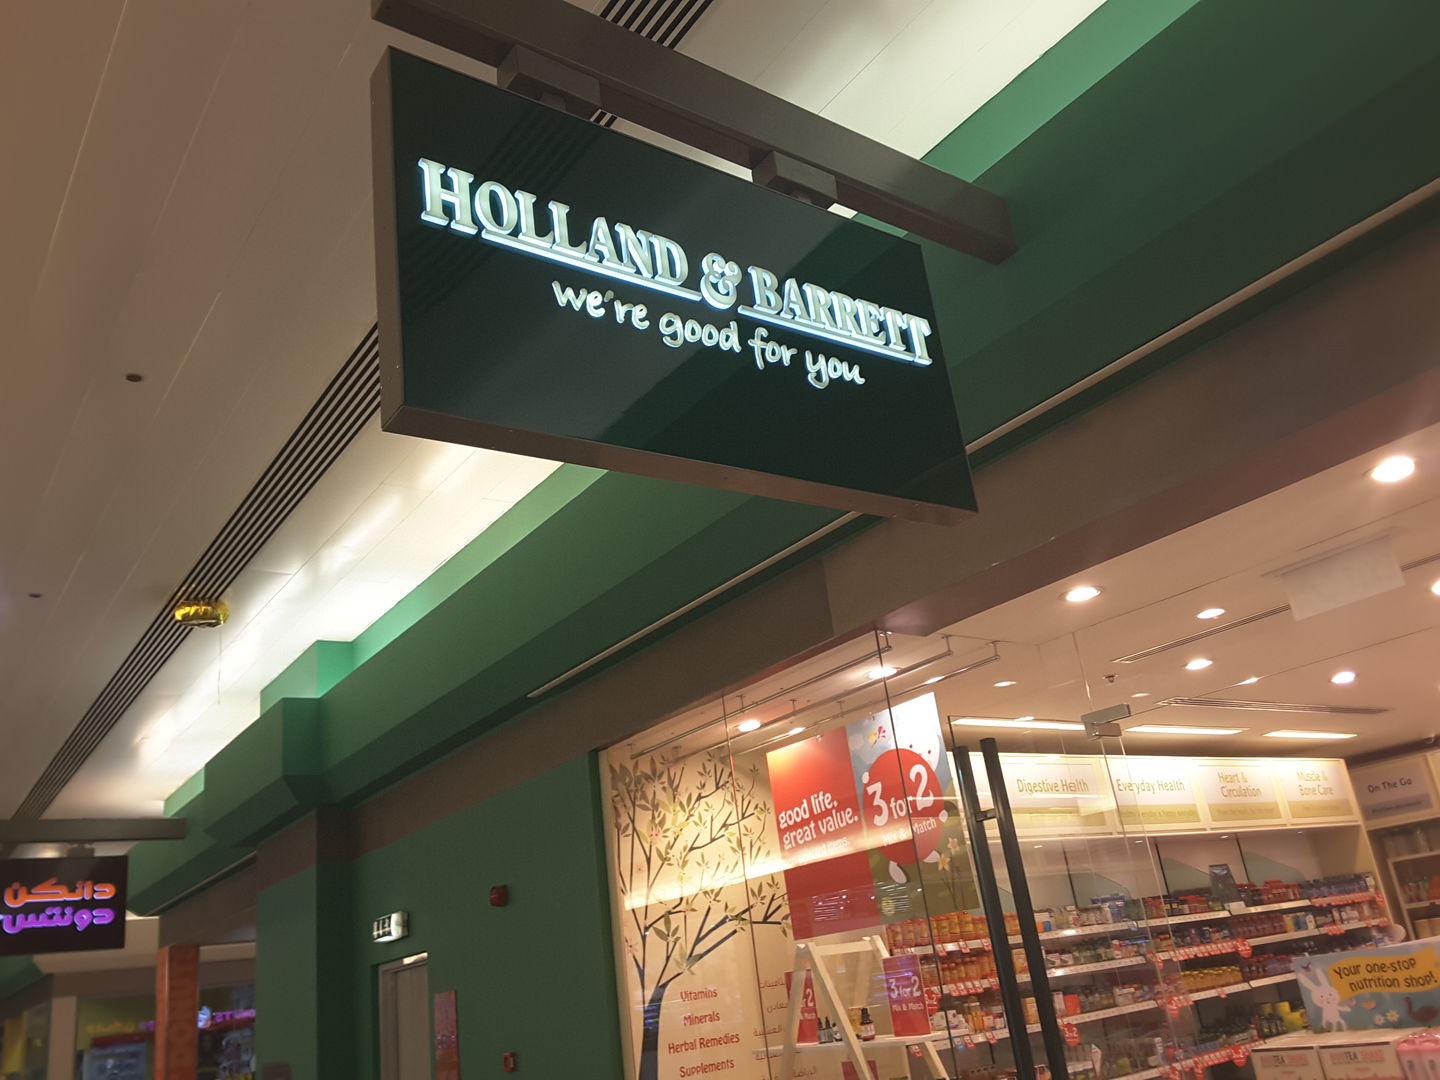 HOLLAND & BARRETT
we're good for you
دانكن
دونتس
good life.
great value.
3 for 2
Mix & Match
Digestive Health
Everyday Health
Heart &
Circulation
Muscle &
Bone Care
On The Go
Vitamins
Minerals
Herbal Remedies
Supplements
3 for 2
Mix & Match
Your one-stop
nutrition shop!